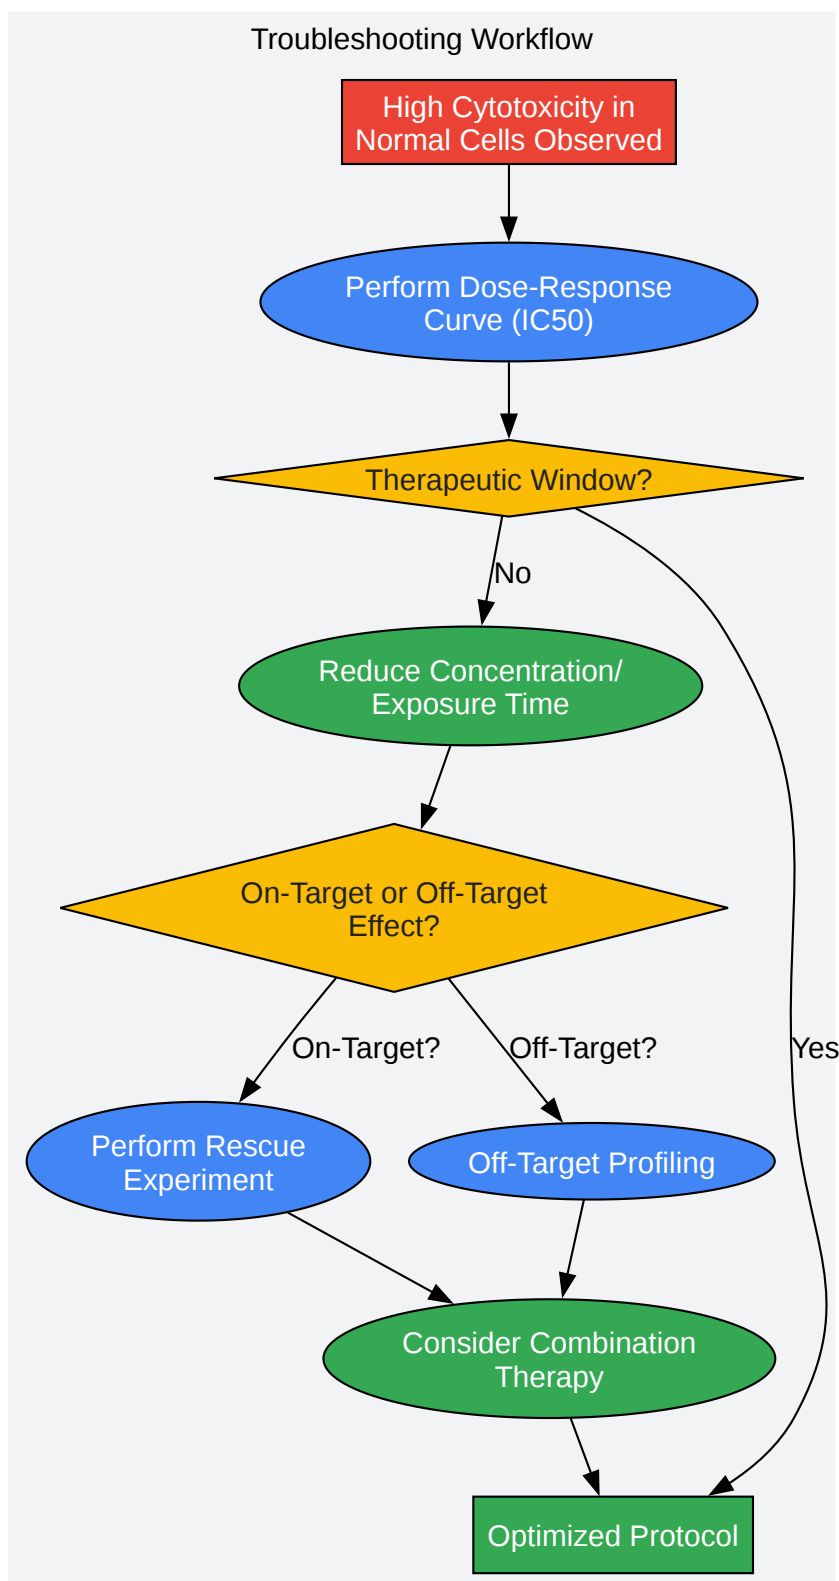 Troubleshooting Workflow
High Cytotoxicity in
Normal Cells Observed
Perform Dose-Response
Curve (IC50)
Therapeutic Window?
No
Reduce Concentration/
Exposure Time
On-Target or Off-Target
Effect?
On-Target?
Off-Target?
Yes
Perform Rescue
Experiment
Off-Target Profiling
Consider Combination
Therapy
Optimized Protocol